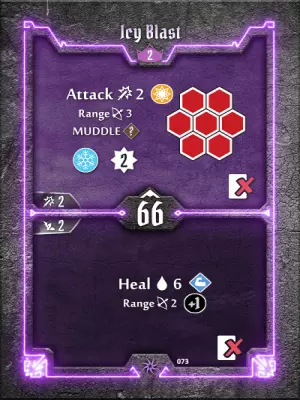 Icy Blast
2
Attack 2
Range 3
MUDDLE ?
2
2
66
2
Heal 6
Range 2 +1
073